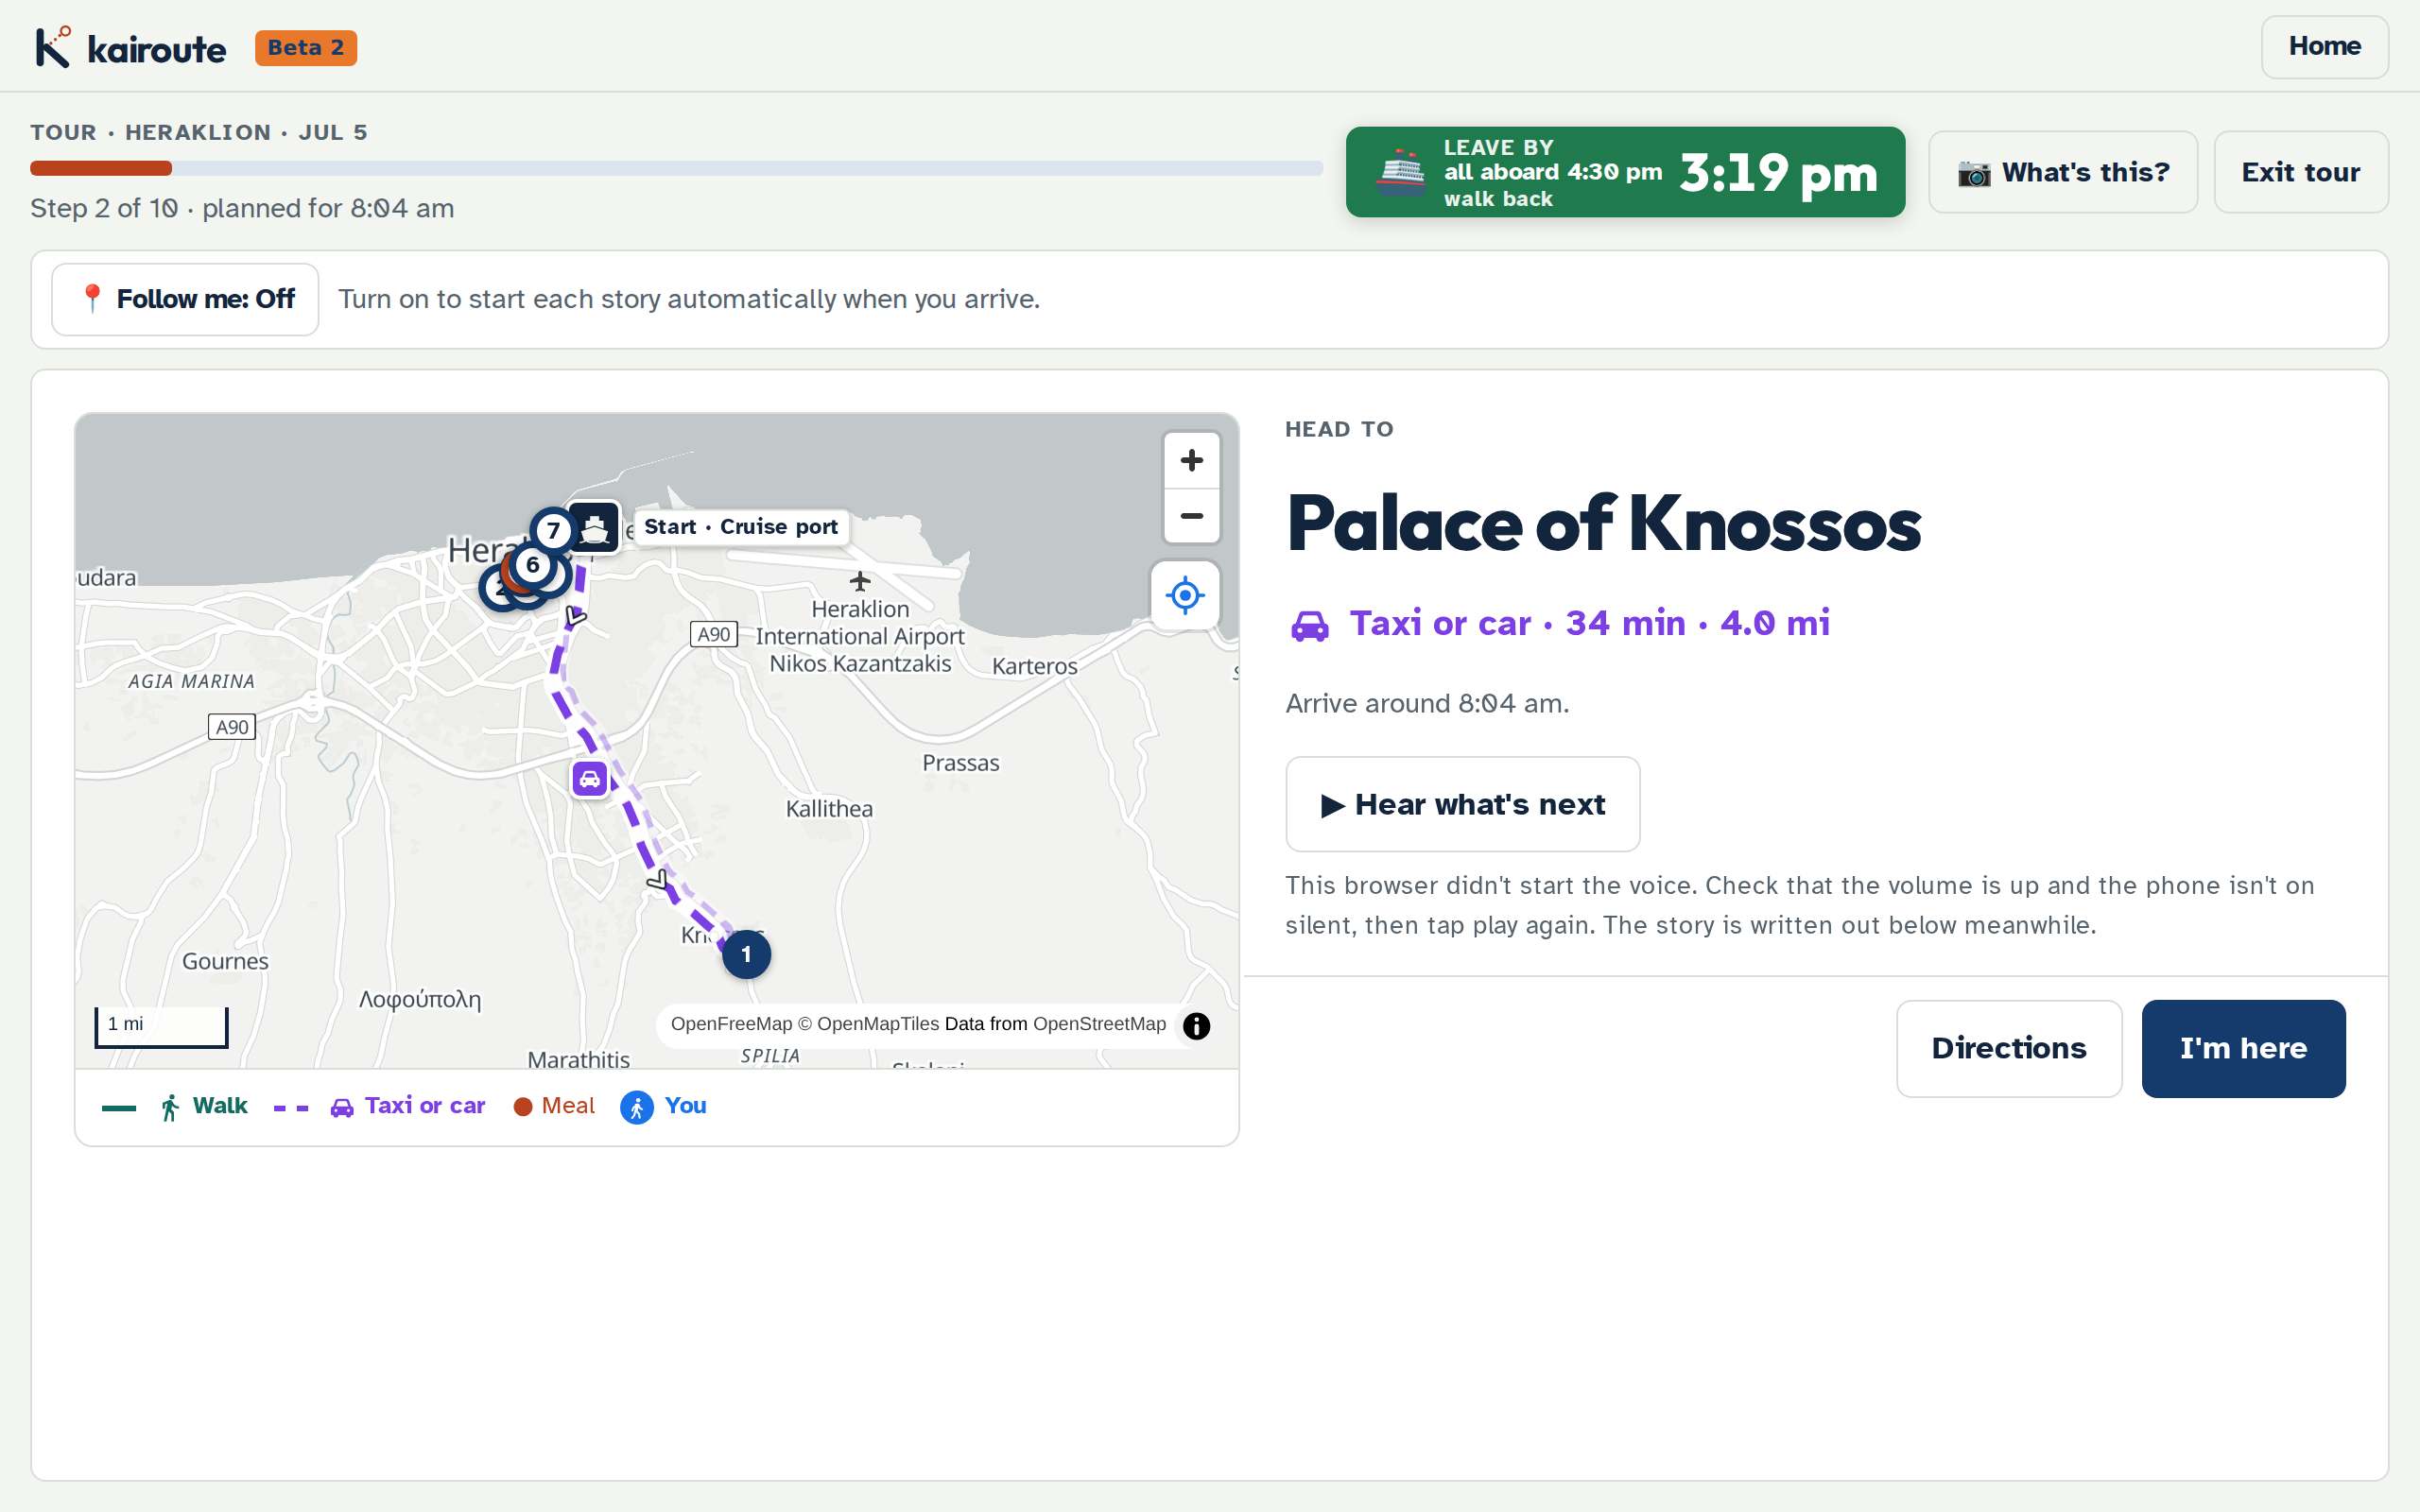 kairoute
Beta 2
Home
TOUR · HERAKLION · JUL 5
Step 2 of 10 · planned for 8:04 am
LEAVE BY
all aboard 4:30 pm
walk back
3:19 pm
What's this?
Exit tour
Follow me: Off
Turn on to start each story automatically when you arrive.
7
Start · Cruise port
6
udara
A90
Heraklion
International Airport
Nikos Kazantzakis
Karteros
AGIA MARINA
A90
Prassas
Kallithea
1
Gournes
Λοφούπολη
1 mi
OpenFreeMap © OpenMapTiles Data from OpenStreetMap
Marathitis
SPILIA
Walk
Taxi or car
Meal
You
HEAD TO
Palace of Knossos
Taxi or car · 34 min · 4.0 mi
Arrive around 8:04 am.
▶ Hear what's next
This browser didn't start the voice. Check that the volume is up and the phone isn't on
silent, then tap play again. The story is written out below meanwhile.
Directions
I'm here